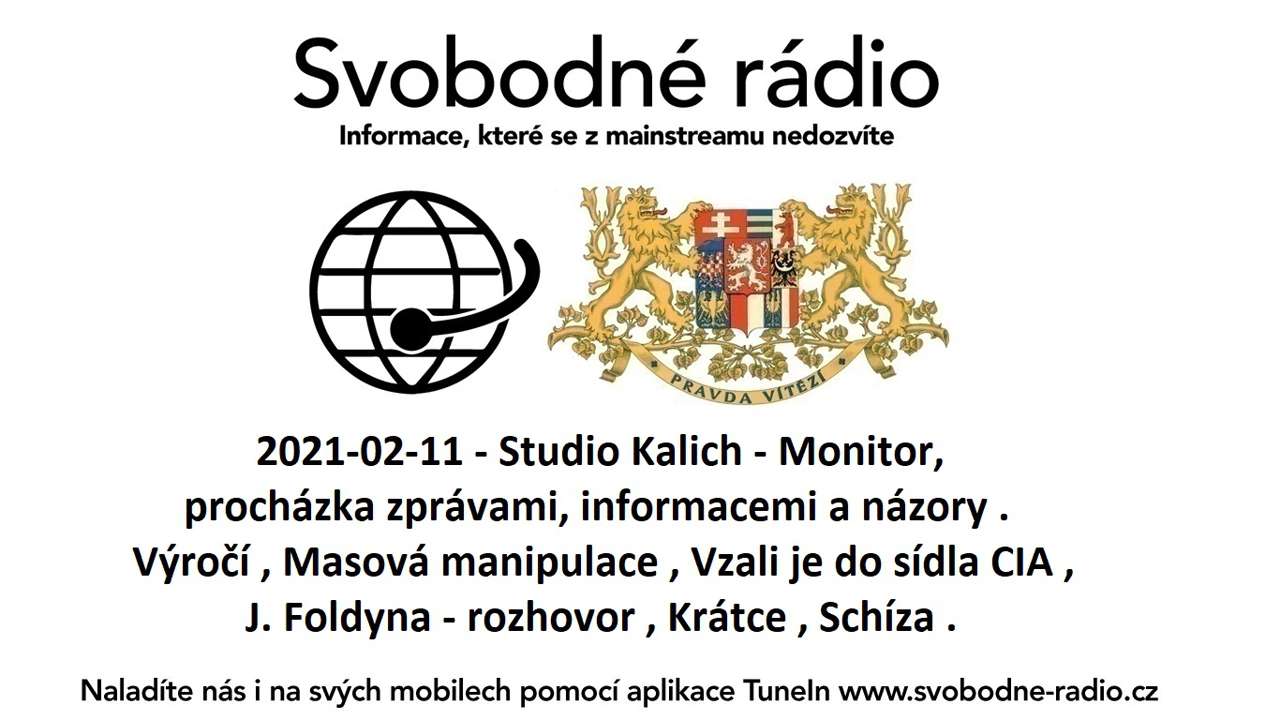 Svobodné rádio
Informace, které se z mainstreamu nedozvíte
PRAVDA VÍTĚZÍ
2021-02-11 - Studio Kalich - Monitor,
procházka zprávami, informacemi a názory .
Výročí , Masová manipulace , Vzali je do sídla CIA ,
J. Foldyna - rozhovor , Krátce , Schíza .
Naladíte nás i na svých mobilech pomocí aplikace TuneIn www.svobodne-radio.cz